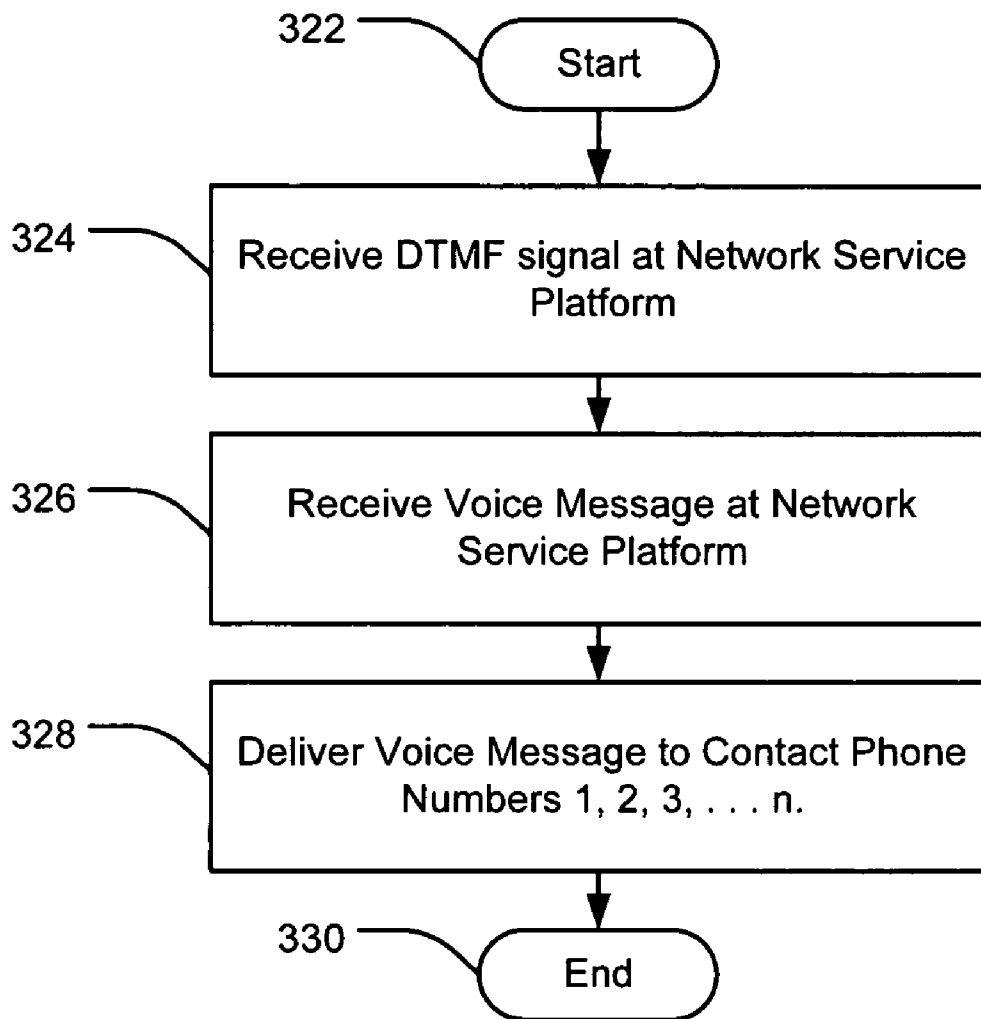 322
Start
324
Receive DTMF signal at Network Service
Platform
326
Receive Voice Message at Network
Service Platform
328
Deliver Voice Message to Contact Phone
Numbers 1, 2, 3, . . . n.
330
End